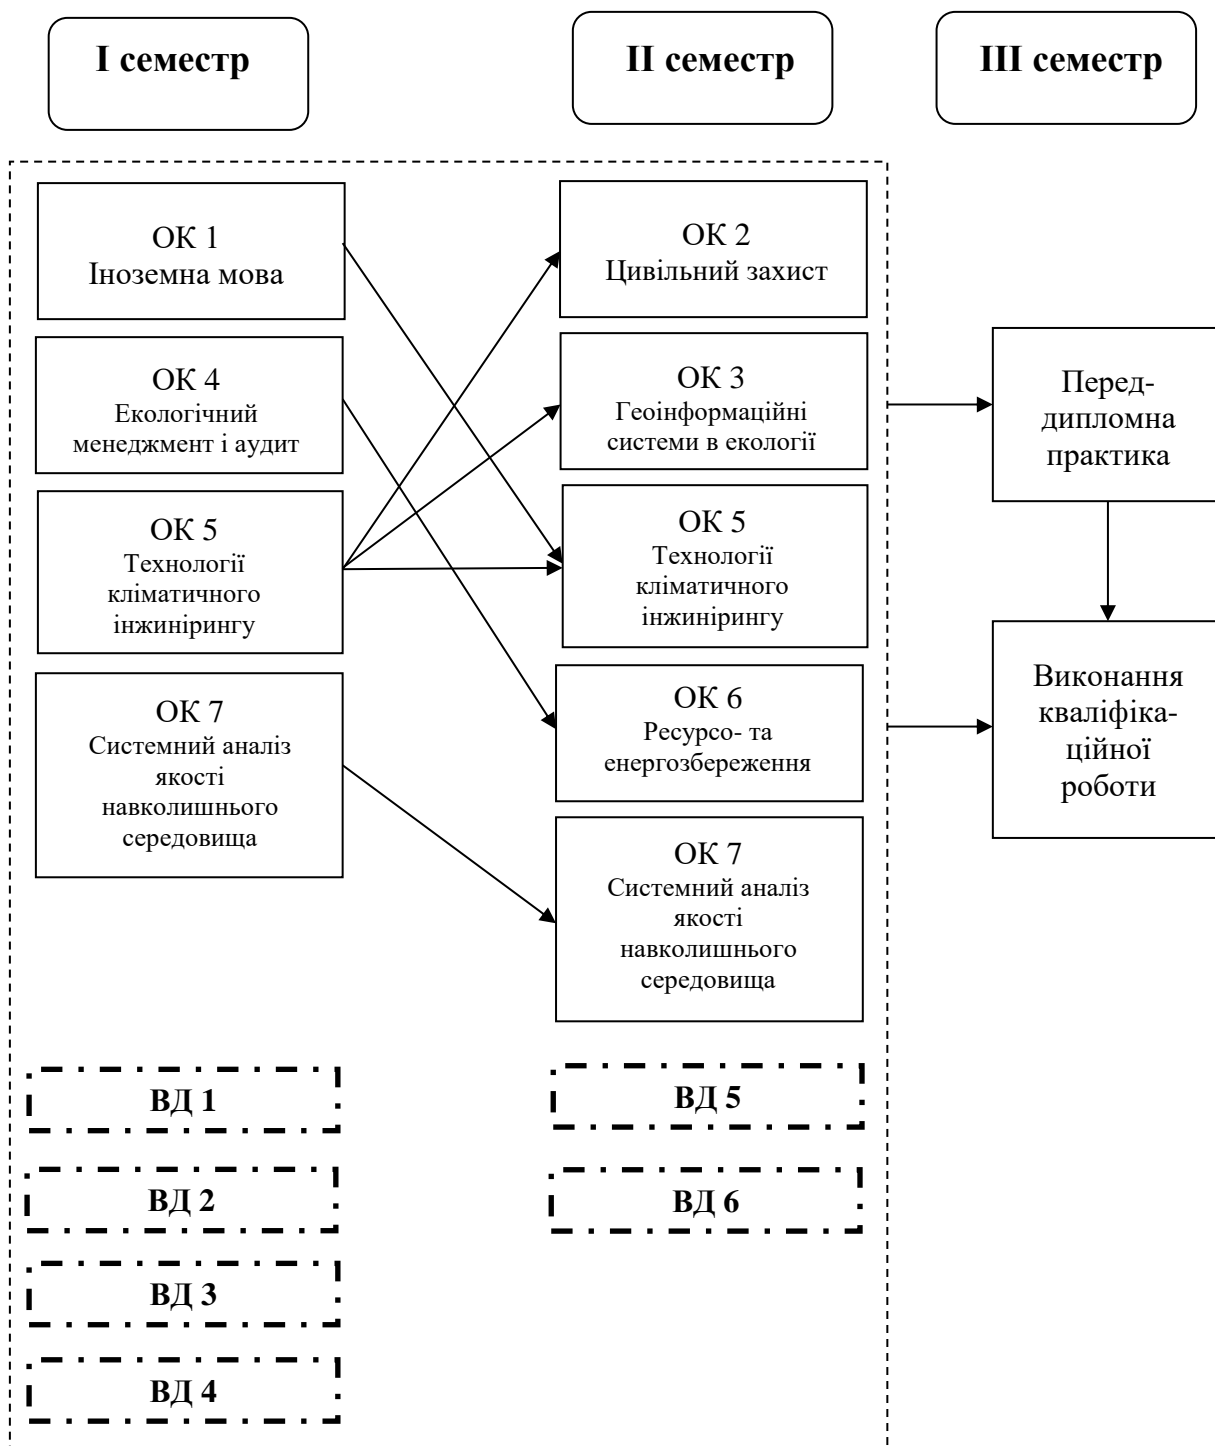 I семестр
II семестр
III семестр
ОК 1
Іноземна мова
ОК 4
Екологічний
менеджмент і аудит
ОК 5
Технології
кліматичного
інжинірингу
ОК 7
Системний аналіз
якості
навколишнього
середовища
ОК 2
Цивільний захист
ОК 3
Геоінформаційні
системи в екології
ОК 5
Технології
кліматичного
інжинірингу
ОК 6
Ресурсо- та
енергозбереження
ОК 7
Системний аналіз
якості
навколишнього
середовища
Перед-
дипломна
практика
Виконання
кваліфіка-
ційної
роботи
ВД 1
ВД 2
ВД 3
ВД 4
ВД 5
ВД 6